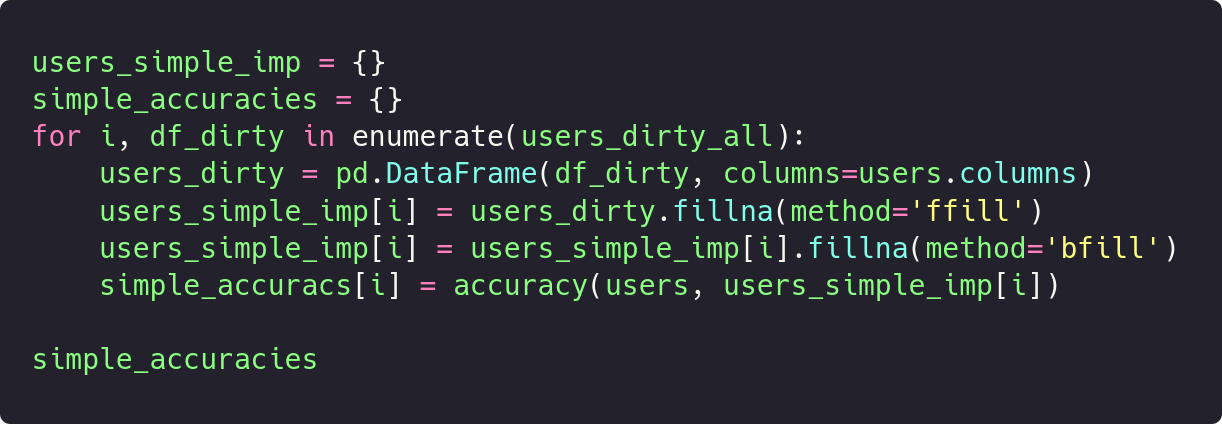 users_simple_imp = {}
simple_accuracies = {}
for i, df_dirty in enumerate(users_dirty_all):
    users_dirty = pd.DataFrame(df_dirty, columns=users.columns)
    users_simple_imp[i] = users_dirty.fillna(method='ffill')
    users_simple_imp[i] = users_simple_imp[i].fillna(method='bfill')
    simple_accuracs[i] = accuracy(users, users_simple_imp[i])

simple_accuracies